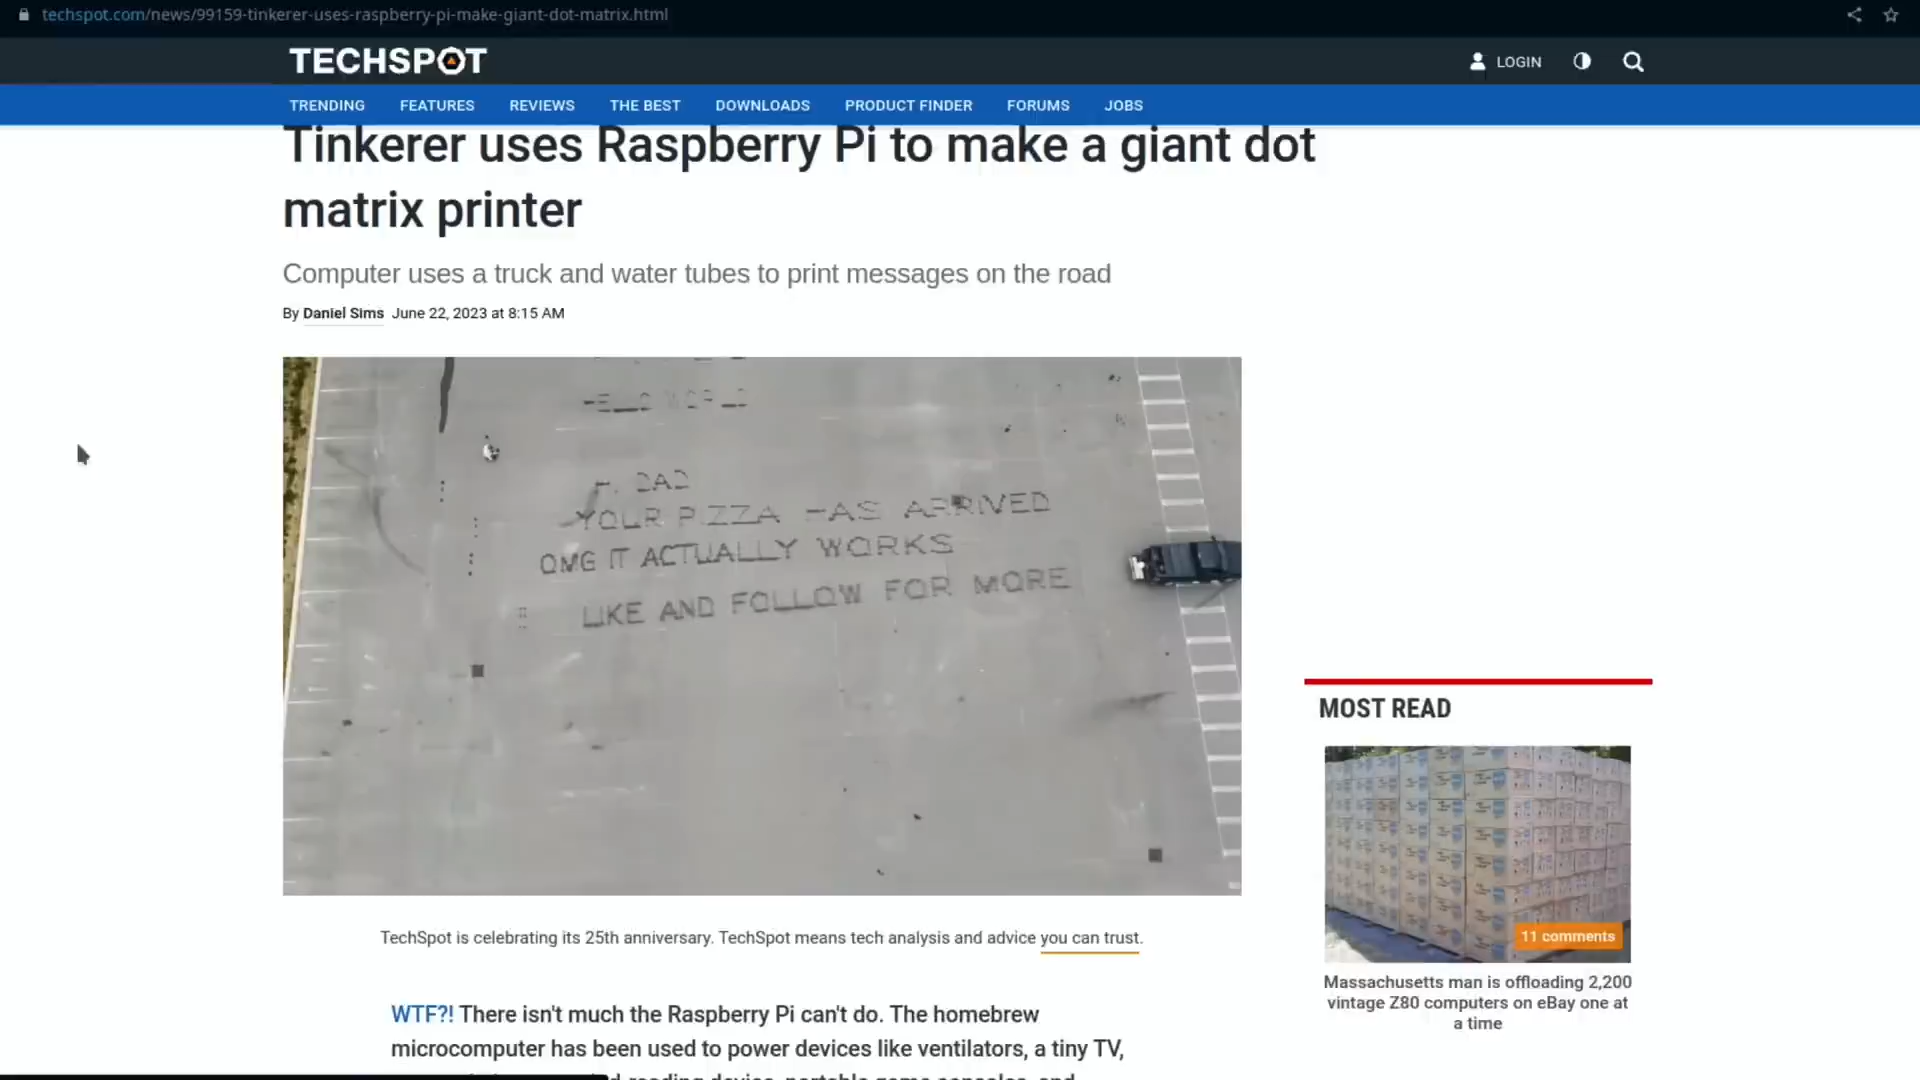 techspot.com/news/99159-tinkerer-uses-raspberry-pi-make-giant-dot-matrix.html
TECHSPOT
LOGIN
TRENDING FEATURES REVIEWS THE BEST DOWNLOADS PRODUCT FINDER FORUMS JOBS
Tinkerer uses Raspberry Pi to make a giant dot
matrix printer
Computer uses a truck and water tubes to print messages on the road
By Daniel Sims June 22, 2023 at 8:15 AM
YOUR PIZZA HAS ARRIVED
OMG IT ACTUALLY WORKS
LIKE AND FOLLOW FOR MORE
TechSpot is celebrating its 25th anniversary. TechSpot means tech analysis and advice you can trust.
WTF?! There isn't much the Raspberry Pi can't do. The homebrew
microcomputer has been used to power devices like ventilators, a tiny TV,
MOST READ
11 comments
Massachusetts man is offloading 2,200
vintage Z80 computers on eBay one at
a time